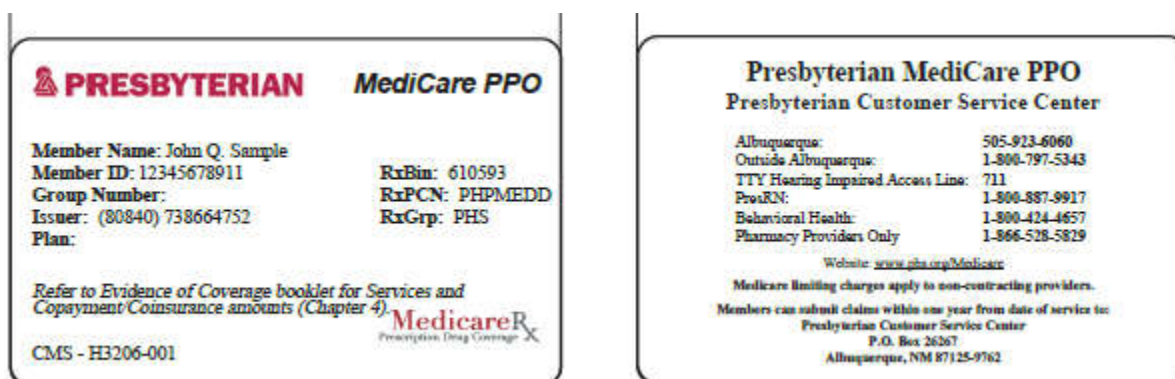 PRESBYTERIAN MediCare PPO
Member Name: John Q. Sample
Member ID: 12345678911 RxBin: 610593
Group Number: RxPCN: PHPMEDD
Issuer: (80840) 738664752 RxGrp: PHS
Plan:
Refer to Evidence of Coverage booklet for Services and
Copayment/Coinsurance amounts (Chapter 4).
MedicareRx
Prescription Drug Coverage
CMS - H3206-001
Presbyterian MediCare PPO
Presbyterian Customer Service Center
Albuquerque: 505-923-6060
Outside Albuquerque: 1-800-797-5343
TTY Hearing Impaired Access Line: 711
PresRN: 1-800-887-9917
Behavioral Health: 1-800-424-4657
Pharmacy Providers Only 1-866-528-5829
Website: www.phs.org/Medicare
Medicare limiting charges apply to non-contracting providers.
Members can submit claims within one year from date of service to:
Presbyterian Customer Service Center
P.O. Box 26267
Albuquerque, NM 87125-9762